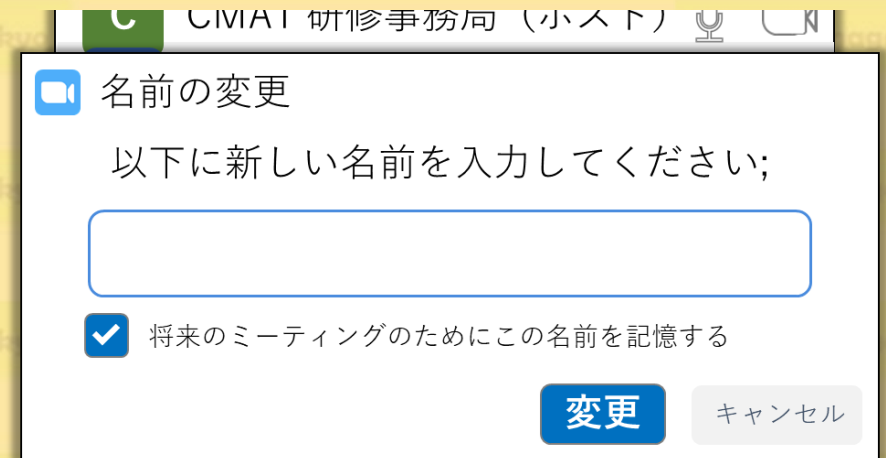 C CMAT 研修事務局（ホスト）
名前の変更
以下に新しい名前を入力してください;
将来のミーティングのためにこの名前を記憶する
変更 キャンセル